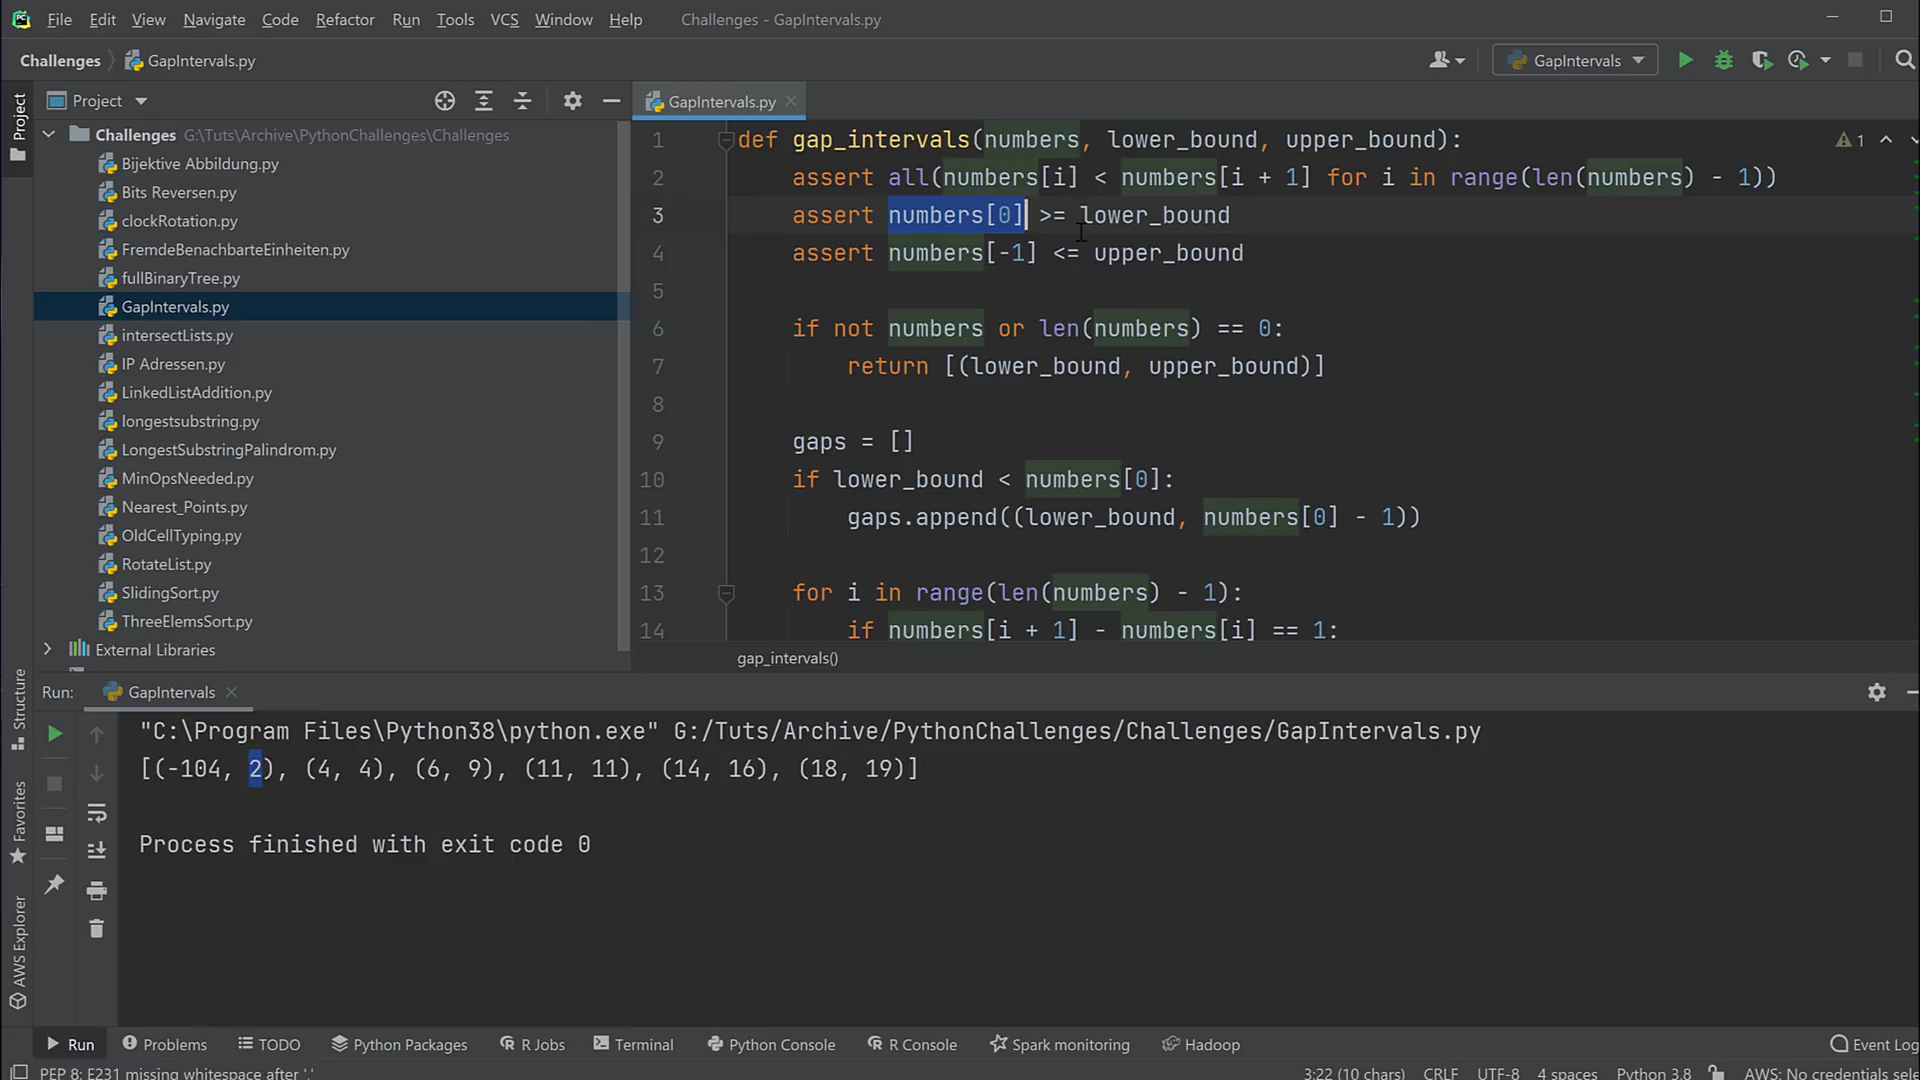 File Edit View Navigate Code Refactor Run Tools VCS Window Help Challenges - GapIntervals.py
Challenges GapIntervals.py GapIntervals
Project
Project
GapIntervals.py
Challenges G:\Tuts\Archive\PythonChallenges\Challenges
Bijektive Abbildung.py
Bits Reversen.py
clockRotation.py
FremdeBenachbarteEinheiten.py
fullBinaryTree.py
GapIntervals.py
intersectLists.py
IP Adressen.py
LinkedListAddition.py
longestsubstring.py
LongestSubstringPalindrom.py
MinOpsNeeded.py
Nearest_Points.py
OldCellTyping.py
RotateList.py
SlidingSort.py
ThreeElemsSort.py
External Libraries
1 def gap_intervals(numbers, lower_bound, upper_bound):
2 assert all(numbers[i] < numbers[i + 1] for i in range(len(numbers) - 1))
3 assert numbers[0] >= lower_bound
4 assert numbers[-1] <= upper_bound
5
6 if not numbers or len(numbers) == 0:
7 return [(lower_bound, upper_bound)]
8
9 gaps = []
10 if lower_bound < numbers[0]:
11 gaps.append((lower_bound, numbers[0] - 1))
12
13 for i in range(len(numbers) - 1):
14 if numbers[i + 1] - numbers[i] == 1:
1
gap_intervals()
Structure
Favorites
AWS Explorer
Run: GapIntervals
"C:\Program Files\Python38\python.exe" G:/Tuts/Archive/PythonChallenges/Challenges/GapIntervals.py
[(-104, 2), (4, 4), (6, 9), (11, 11), (14, 16), (18, 19)]
Process finished with exit code 0
Run Problems TODO Python Packages R Jobs Terminal Python Console R Console Spark monitoring Hadoop Event Log
PEP 8: E231 missing whitespace after ',' 3:22 (10 chars) CRLF UTF-8 4 spaces Python 3.8 AWS: No credentials sele